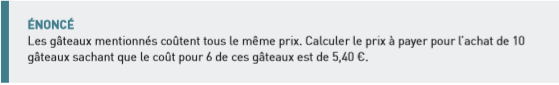 ÉNONCÉ
Les gâteaux mentionnés coûtent tous le même prix. Calculer le prix à payer pour l'achat de 10
gâteaux sachant que le coût pour 6 de ces gâteaux est de 5,40 €.